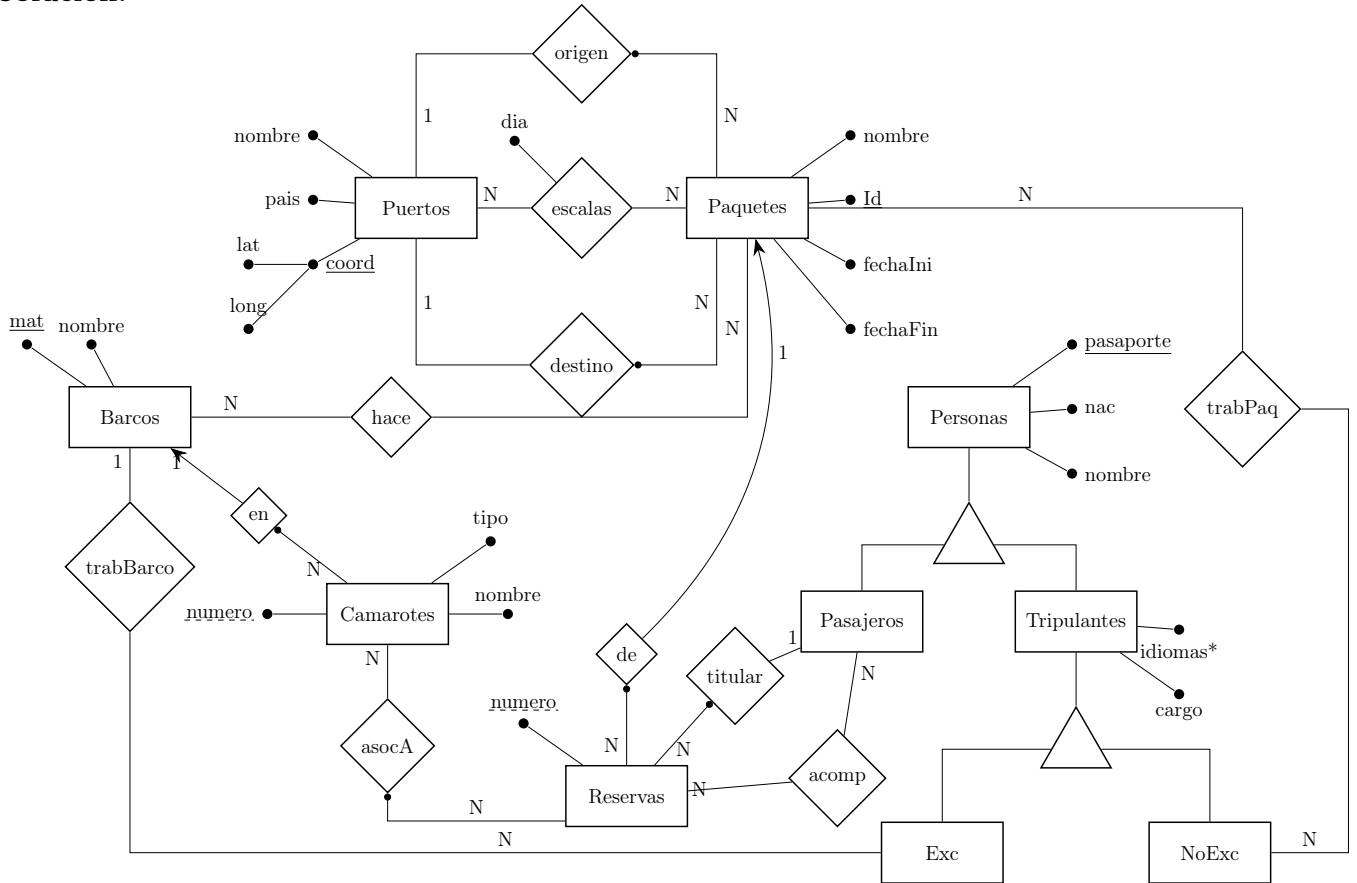 origen
1
N
dia
nombre
nombre
pais
Puertos
N
escalas
N
Paquetes
Id
N
lat
coord
fechaIni
long
1
N
N
fechaFin
mat
nombre
destino
1
pasaporte
Barcos
N
hace
Personas
nac
trabPaq
1
1
nombre
en
tipo
trabBarco
N
numero
Camarotes
nombre
Pasajeros
Tripulantes
idiomas*
N
de
titular
1
N
cargo
numero
asocA
N
N
acomp
N
Reservas
N
N
Exc
NoExc
N